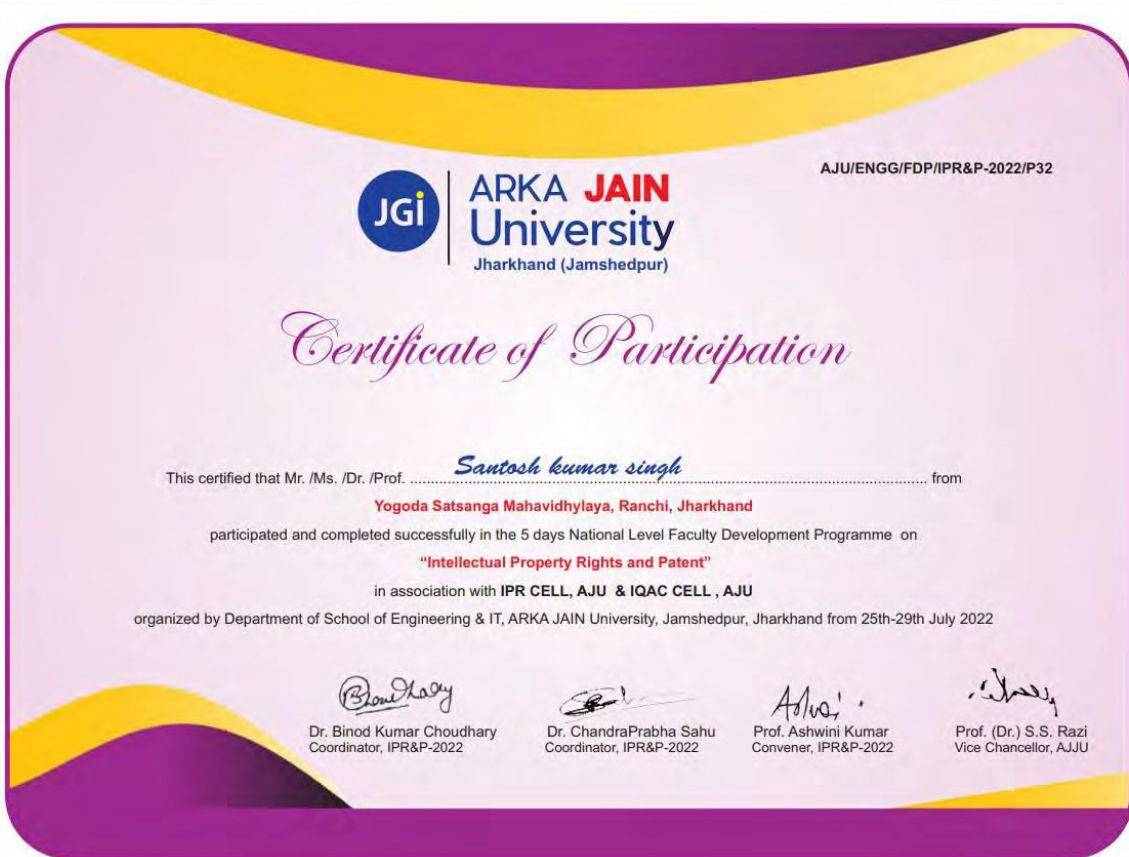 AJU/ENGG/FDP/IPR&P-2022/P32
JGi
ARKA JAIN
University
Jharkhand (Jamshedpur)
Certificate of Participation
This certified that Mr. /Ms. /Dr. /Prof. Santosh kumar singh from
Yogoda Satsanga Mahavidhylaya, Ranchi, Jharkhand
participated and completed successfully in the 5 days National Level Faculty Development Programme on
“Intellectual Property Rights and Patent”
in association with IPR CELL, AJU & IQAC CELL , AJU
organized by Department of School of Engineering & IT, ARKA JAIN University, Jamshedpur, Jharkhand from 25th-29th July 2022
Dr. Binod Kumar Choudhary
Coordinator, IPR&P-2022
Dr. ChandraPrabha Sahu
Coordinator, IPR&P-2022
Prof. Ashwini Kumar
Convener, IPR&P-2022
Prof. (Dr.) S.S. Razi
Vice Chancellor, AJJU